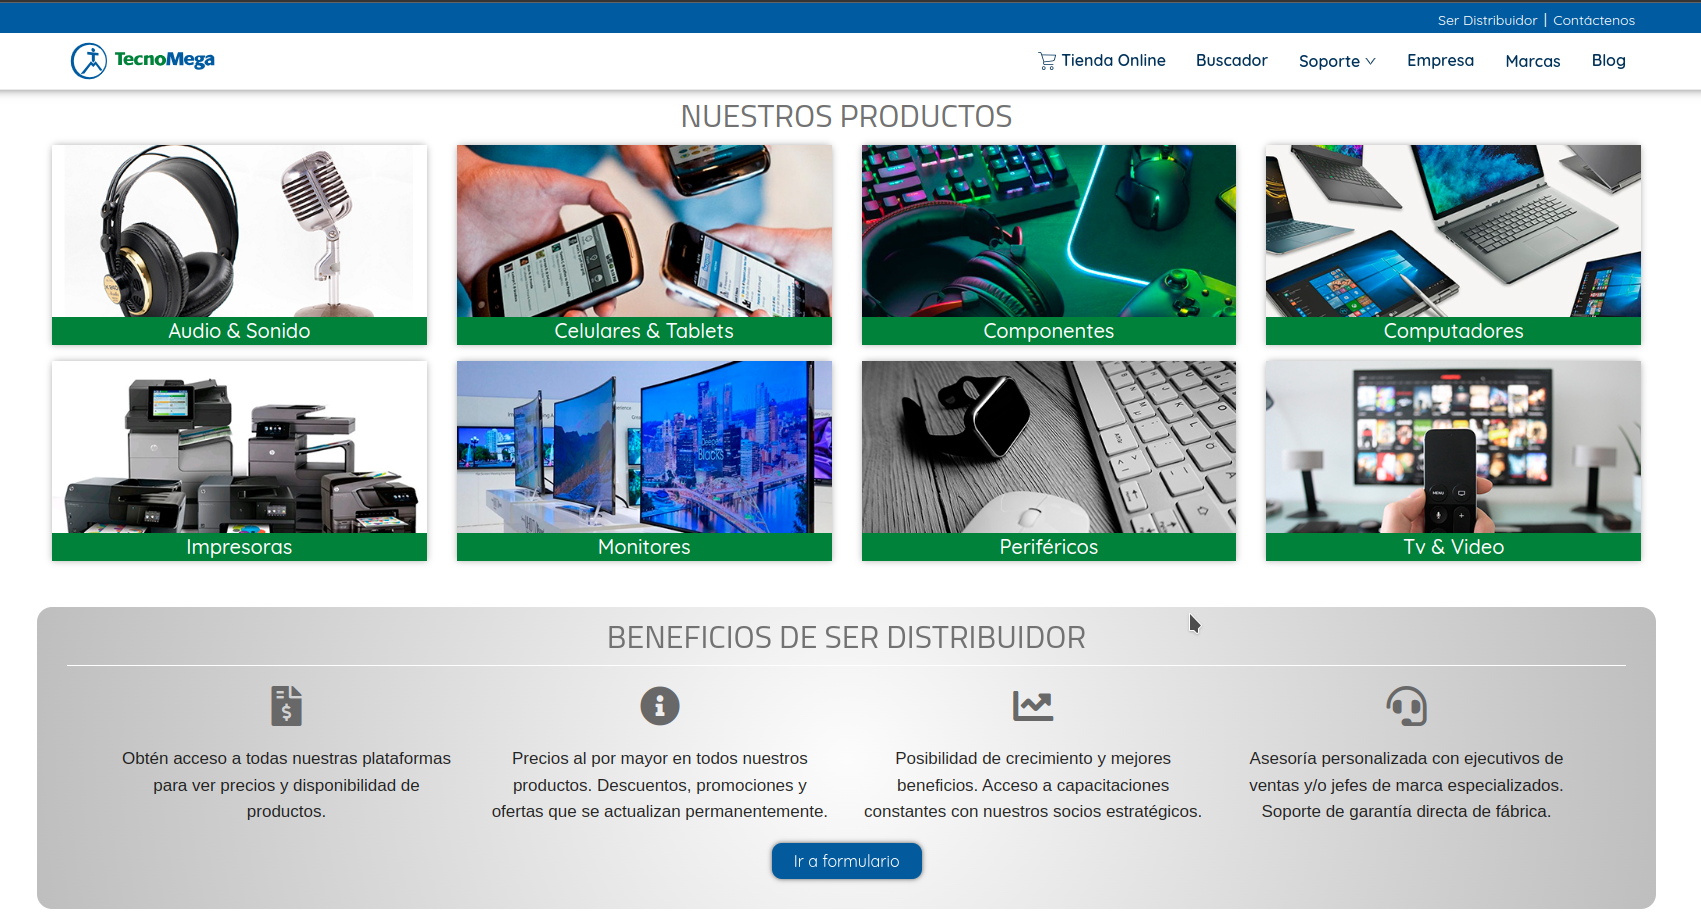 Ser Distribuidor | Contáctenos
TecnoMega
Tienda Online
Buscador
Soporte
Empresa
Marcas
Blog
NUESTROS PRODUCTOS
Audio & Sonido
Celulares & Tablets
Componentes
Computadores
Impresoras
Monitores
Periféricos
Tv & Video
BENEFICIOS DE SER DISTRIBUIDOR
Obtén acceso a todas nuestras plataformas
para ver precios y disponibilidad de
productos.
Precios al por mayor en todos nuestros
productos. Descuentos, promociones y
ofertas que se actualizan permanentemente.
Posibilidad de crecimiento y mejores
beneficios. Acceso a capacitaciones
constantes con nuestros socios estratégicos.
Asesoría personalizada con ejecutivos de
ventas y/o jefes de marca especializados.
Soporte de garantía directa de fábrica.
Ir a formulario